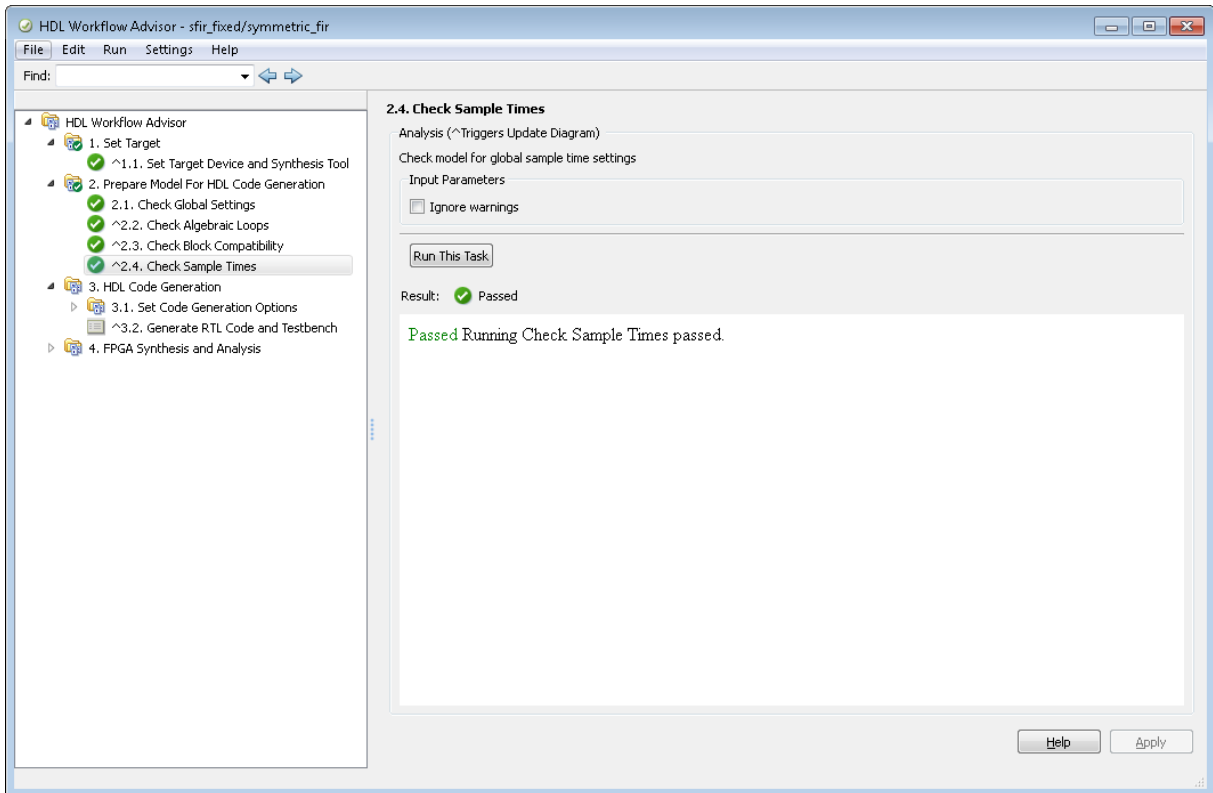 HDL Workflow Advisor - sfir_fixed/symmetric_fir
File Edit Run Settings Help
Find:
HDL Workflow Advisor
1. Set Target
^1.1. Set Target Device and Synthesis Tool
2. Prepare Model For HDL Code Generation
2.1. Check Global Settings
^2.2. Check Algebraic Loops
^2.3. Check Block Compatibility
^2.4. Check Sample Times
3. HDL Code Generation
3.1. Set Code Generation Options
^3.2. Generate RTL Code and Testbench
4. FPGA Synthesis and Analysis
2.4. Check Sample Times
Analysis (^Triggers Update Diagram)
Check model for global sample time settings
Input Parameters
Ignore warnings
Run This Task
Result: Passed
Passed Running Check Sample Times passed.
Help Apply